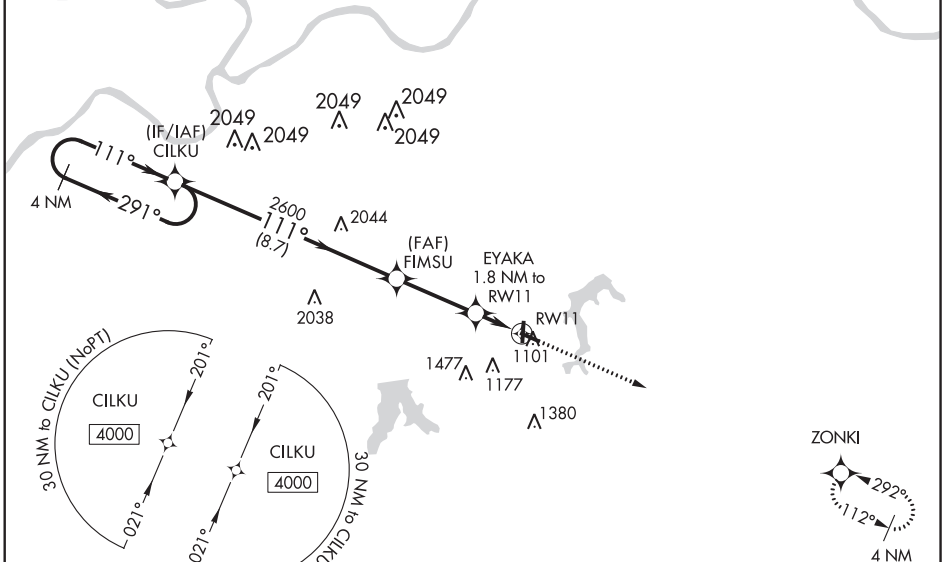 2049
2049
2049
2049
2049
(IF/IAF)
CILKU
111°
4 NM
291°
2600
111°
(8.7)
2044
(FAF)
FIMSU
EYAKA
1.8 NM to
RW11
RW11
2038
1101
1477
1177
1380
30 NM to CILKU (NoPT)
201°
CILKU
4000
021°
201°
CILKU
4000
021°
30 NM to CILKU
ZONKI
292°
112°
4 NM